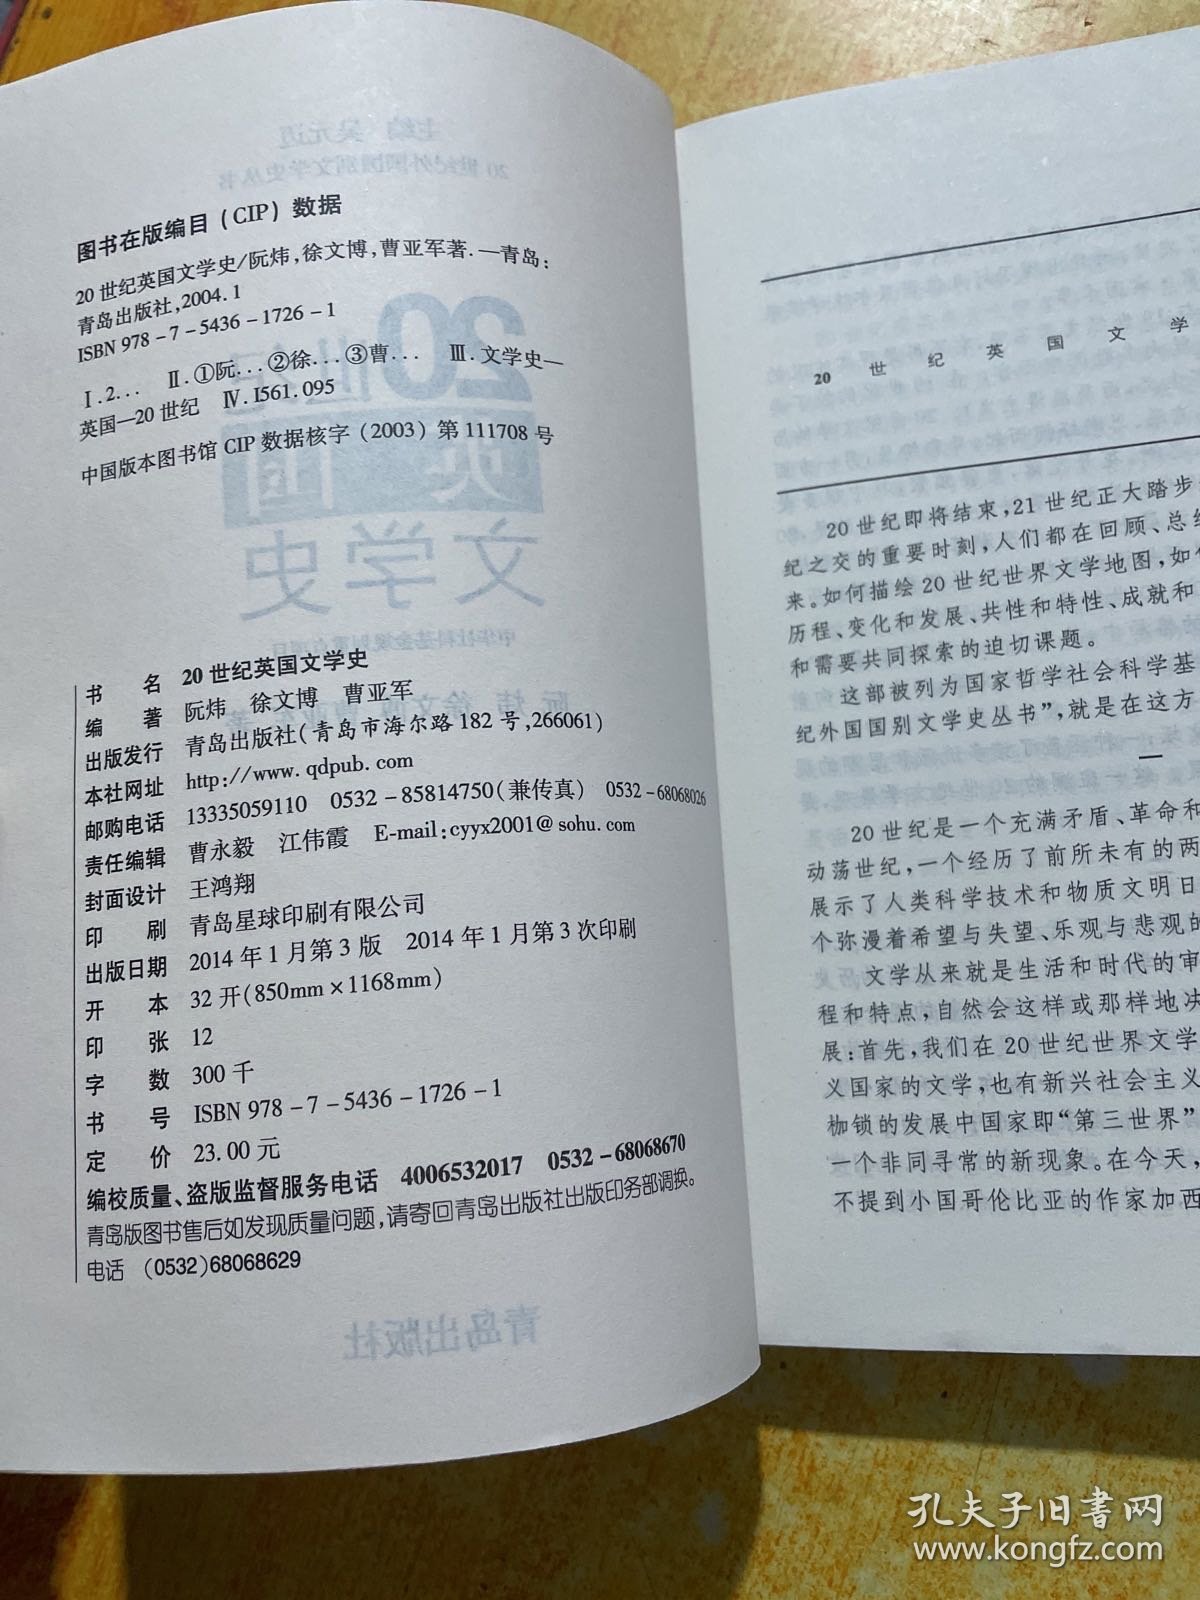 图书在版编目(CIP)数据
20世纪英国文学史/阮炜,徐文博,曹亚军著.—青岛:
青岛出版社,2004.1
ISBN 978-7-5436-1726-1
Ⅰ.2... Ⅱ.①阮...②徐...③曹... Ⅲ.文学史—
英国—20世纪 Ⅳ.I561.095
中国版本图书馆CIP数据核字(2003)第111708号
书名 20世纪英国文学史
编著 阮炜 徐文博 曹亚军
出版发行 青岛出版社(青岛市海尔路182号,266061)
本社网址 http://www.qdpub.com
邮购电话 13335059110 0532-85814750(兼传真) 0532-68068026
责任编辑 曹永毅 江伟霞 E-mail:cyyx2001@sohu.com
封面设计 王鸿翔
印刷 青岛星球印刷有限公司
出版日期 2014年1月第3版 2014年1月第3次印刷
开本 32开(850mm×1168mm)
印张 12
字数 300千
书号 ISBN 978-7-5436-1726-1
定价 23.00元
编校质量、盗版监督服务电话 4006532017 0532-68068670
青岛版图书售后如发现质量问题,请寄回青岛出版社出版印务部调换。
电话 (0532)68068629
20世纪英国文学
20世纪即将结束,21世纪正大踏步
纪之交的重要时刻,人们都在回顾、总结
来。如何描绘20世纪世界文学地图,如何
历程、变化和发展、共性和特性、成就和
和需要共同探索的迫切课题。
这部被列为国家哲学社会科学基
纪外国国别文学史丛书”,就是在这方
一
20世纪是一个充满矛盾、革命和
动荡世纪,一个经历了前所未有的两
展示了人类科学技术和物质文明日
个弥漫着希望与失望、乐观与悲观的
文学从来就是生活和时代的审
程和特点,自然会这样或那样地决
展:首先,我们在20世纪世界文学
义国家的文学,也有新兴社会主义
枷锁的发展中国家即“第三世界”
一个非同寻常的新现象。在今天,
不提到小国哥伦比亚的作家加西
孔夫子旧书网
www.kongfz.com